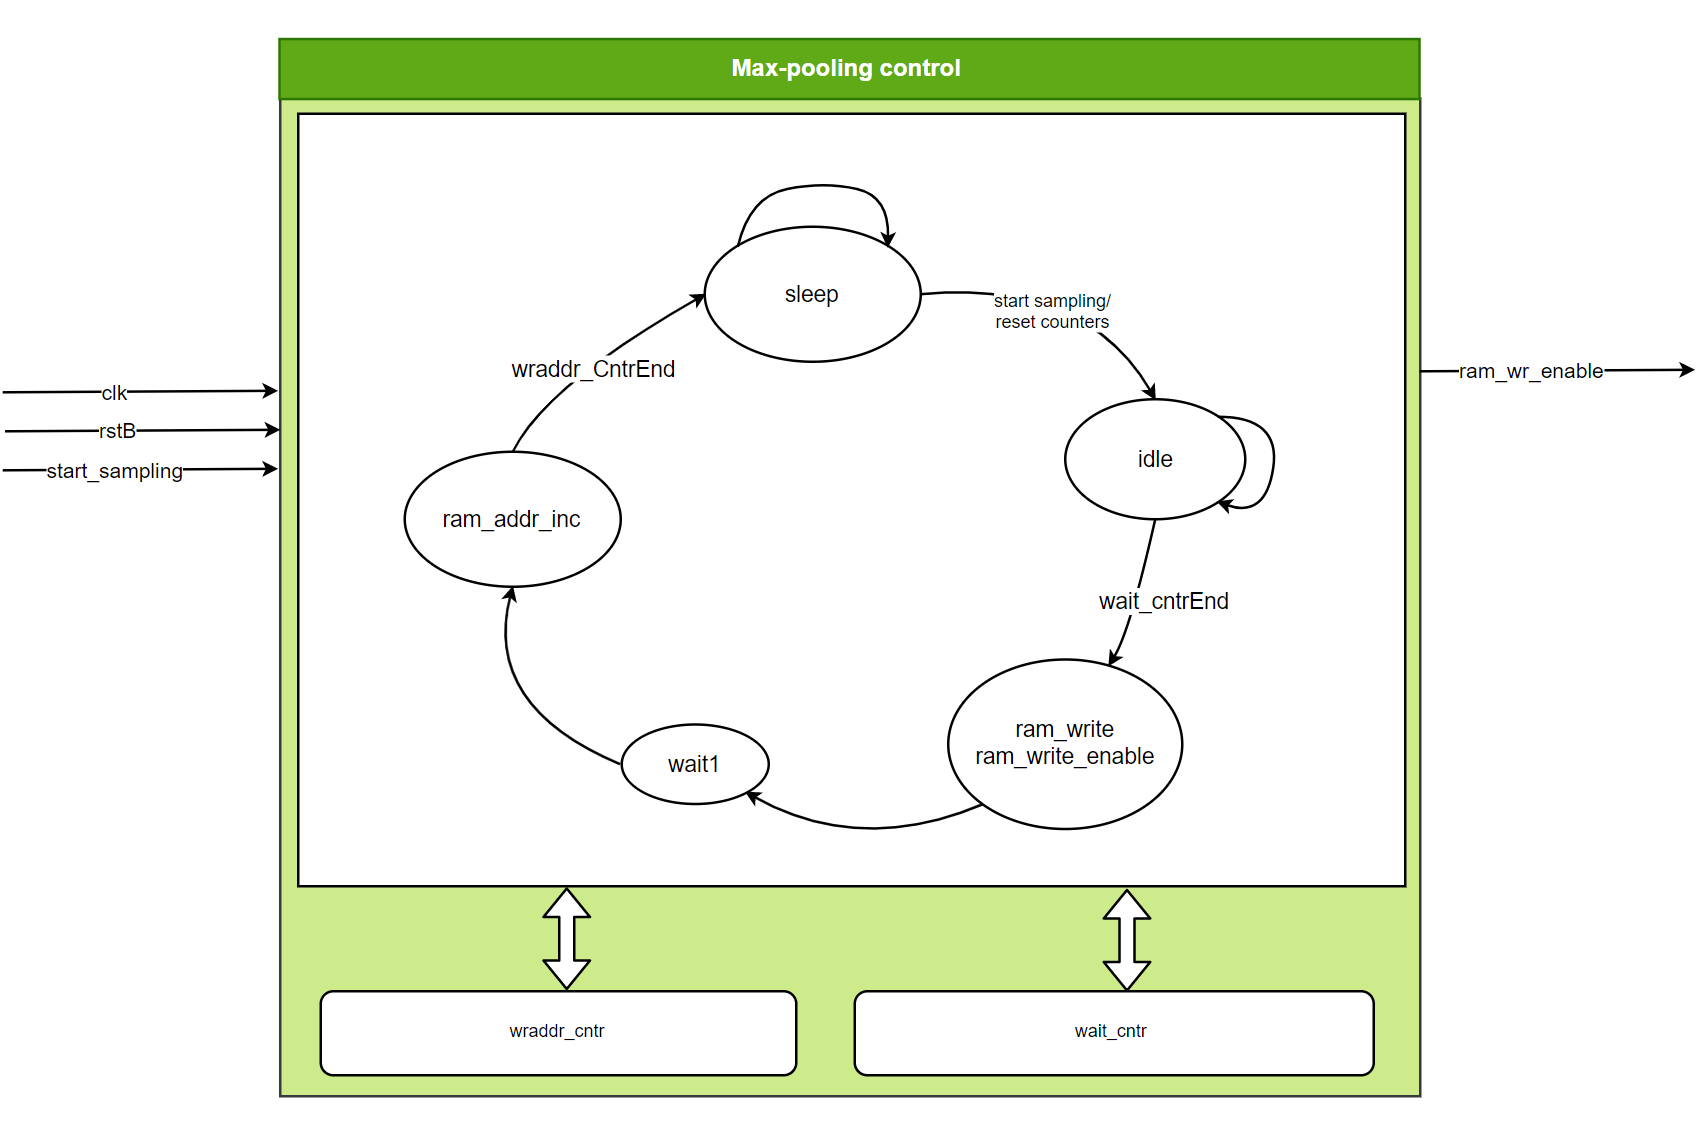 Max-pooling control
sleep
start sampling/
reset counters
wraddr_CntrEnd
ram_wr_enable
clk
rstB
start_sampling
idle
ram_addr_inc
wait_cntrEnd
ram_write
ram_write_enable
wait1
wraddr_cntr
wait_cntr